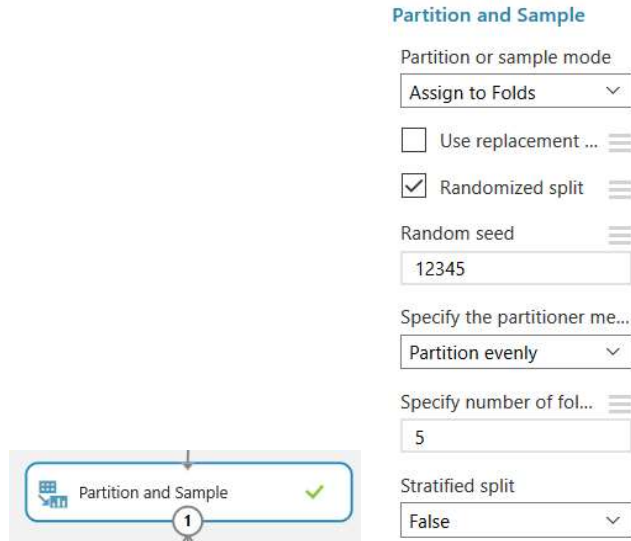 Partition and Sample
Partition or sample mode
Assign to Folds
Use replacement ...
Randomized split
Random seed
12345
Specify the partitioner me...
Partition evenly
Specify number of fol...
5
Stratified split
False
Partition and Sample
1